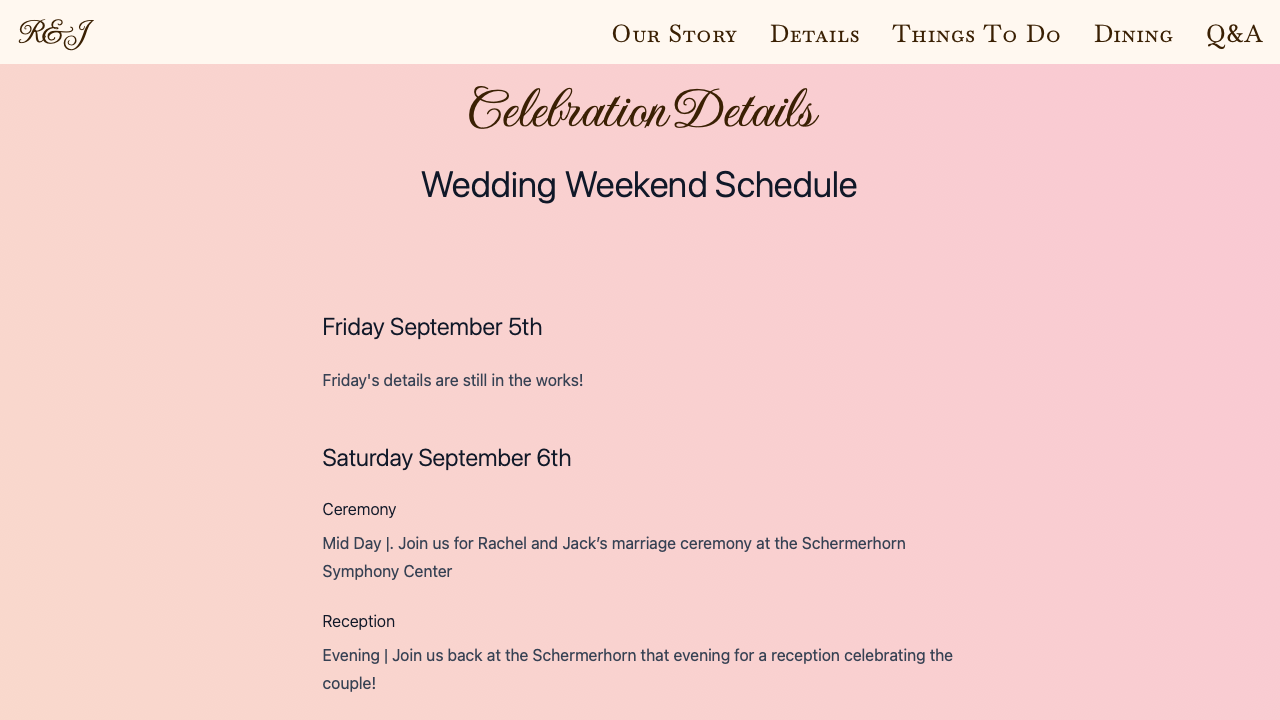 R&J
Our Story Details Things To Do Dining Q&A
Celebration Details
Wedding Weekend Schedule
Friday September 5th
Friday's details are still in the works!
Saturday September 6th
Ceremony
Mid Day |. Join us for Rachel and Jack’s marriage ceremony at the Schermerhorn
Symphony Center
Reception
Evening | Join us back at the Schermerhorn that evening for a reception celebrating the
couple!